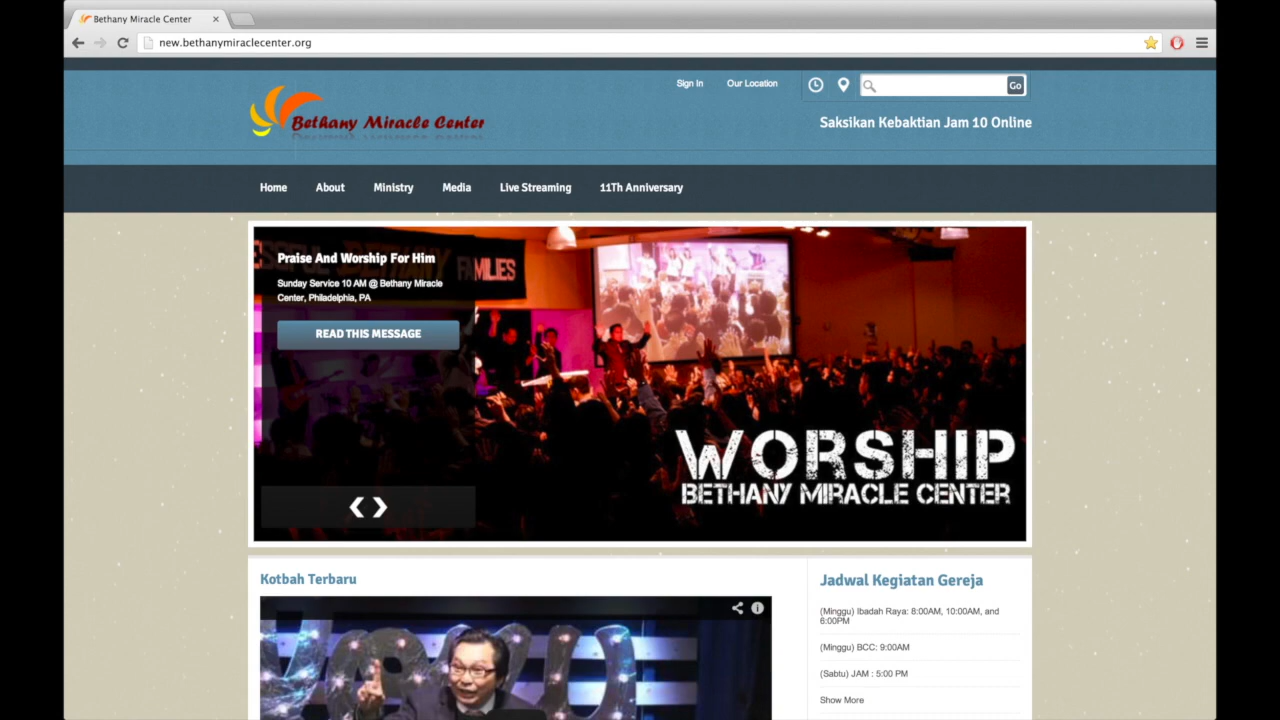 Bethany Miracle Center
new.bethanymiraclecenter.org
Sign In
Our Location
Go
Bethany Miracle Center
Saksikan Kebaktian Jam 10 Online
Home
About
Ministry
Media
Live Streaming
11Th Anniversary
BETHANY FAMILIES
Praise And Worship For Him
Sunday Service 10 AM @ Bethany Miracle
Center, Philadelphia, PA
READ THIS MESSAGE
WORSHIP
BETHANY MIRACLE CENTER
Kotbah Terbaru
Jadwal Kegiatan Gereja
(Minggu) Ibadah Raya: 8:00AM, 10:00AM, and
6:00PM
(Minggu) BCC: 9:00AM
(Sabtu) JAM : 5:00 PM
Show More